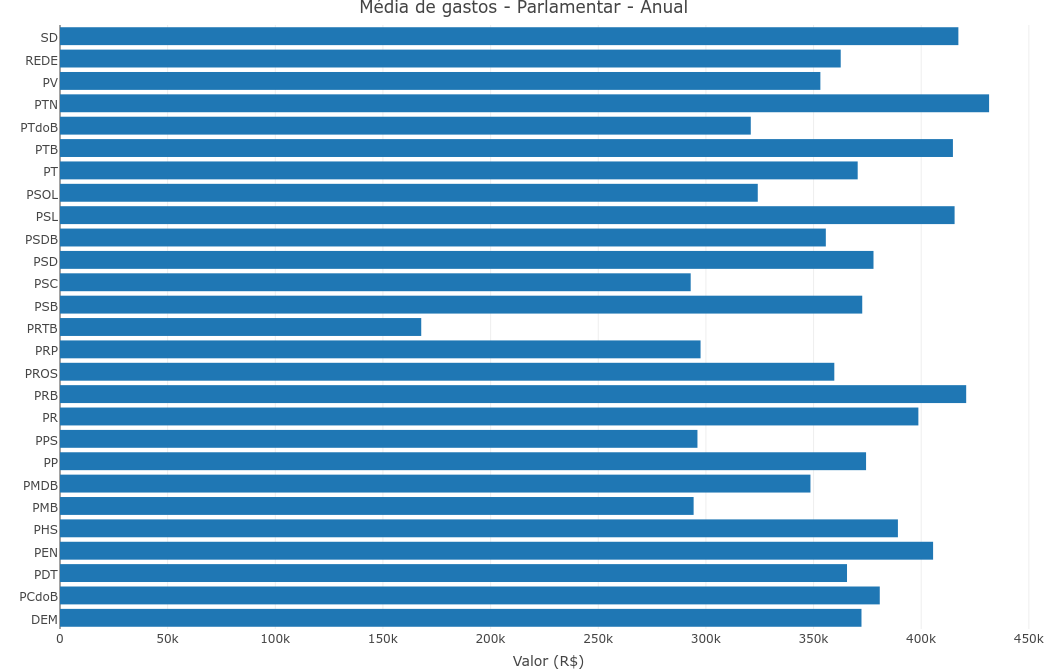 Média de gastos - Parlamentar - Anual
SD
REDE
PV
PTN
PTdoB
PTB
PT
PSOL
PSL
PSDB
PSD
PSC
PSB
PRTB
PRP
PROS
PRB
PR
PPS
PP
PMDB
PMB
PHS
PEN
PDT
PCdoB
DEM
0 50k 100k 150k 200k 250k 300k 350k 400k 450k
Valor (R$)